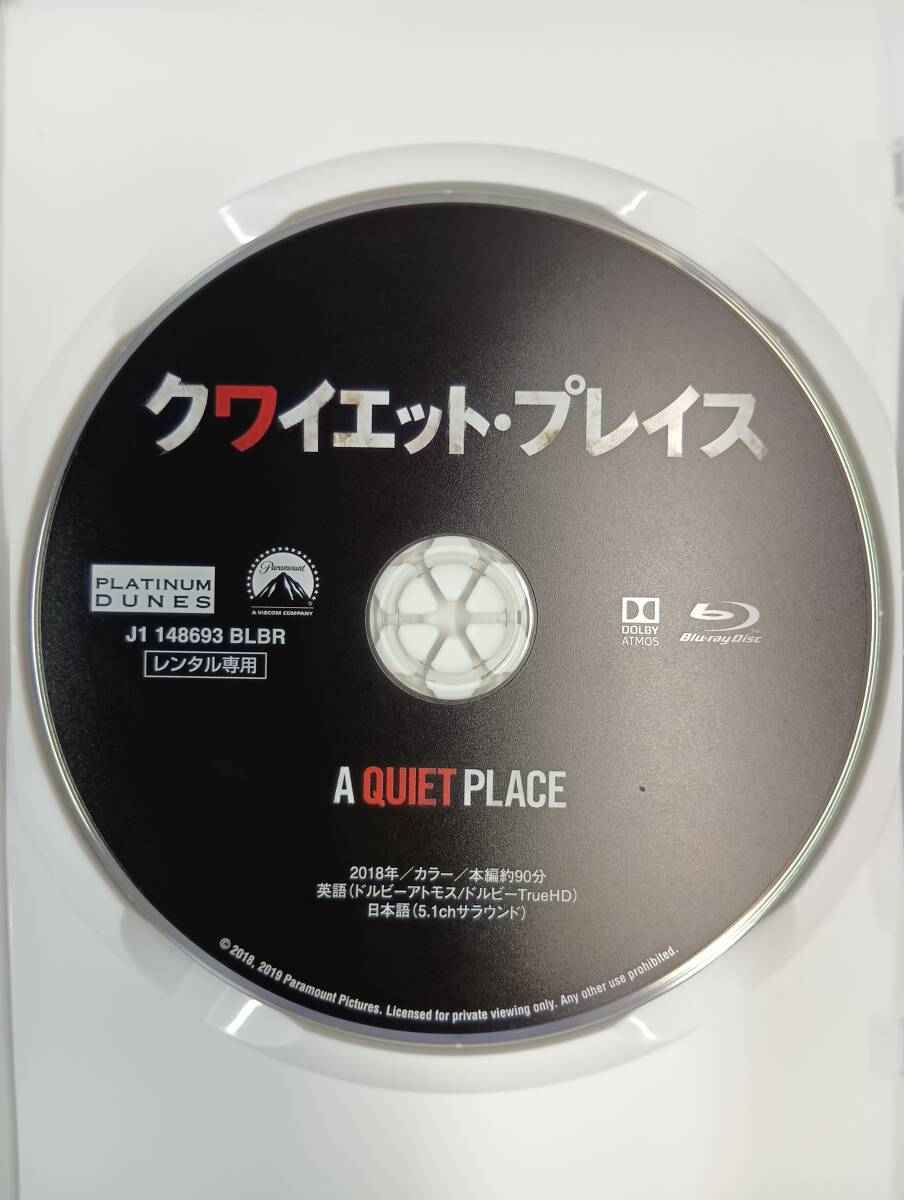 クワイエット・プレイス
PLATINUM
DUNES
Paramount
A VIACOM COMPANY
J1 148693 BLBR
レンタル専用
DOLBY
ATMOS
Blu-ray Disc
TM
A QUIET PLACE
2018年／カラー／本編約90分
英語（ドルビーアトモス/ドルビーTrueHD）
日本語（5.1chサラウンド）
© 2018, 2019 Paramount Pictures. Licensed for private viewing only. Any other use prohibited.